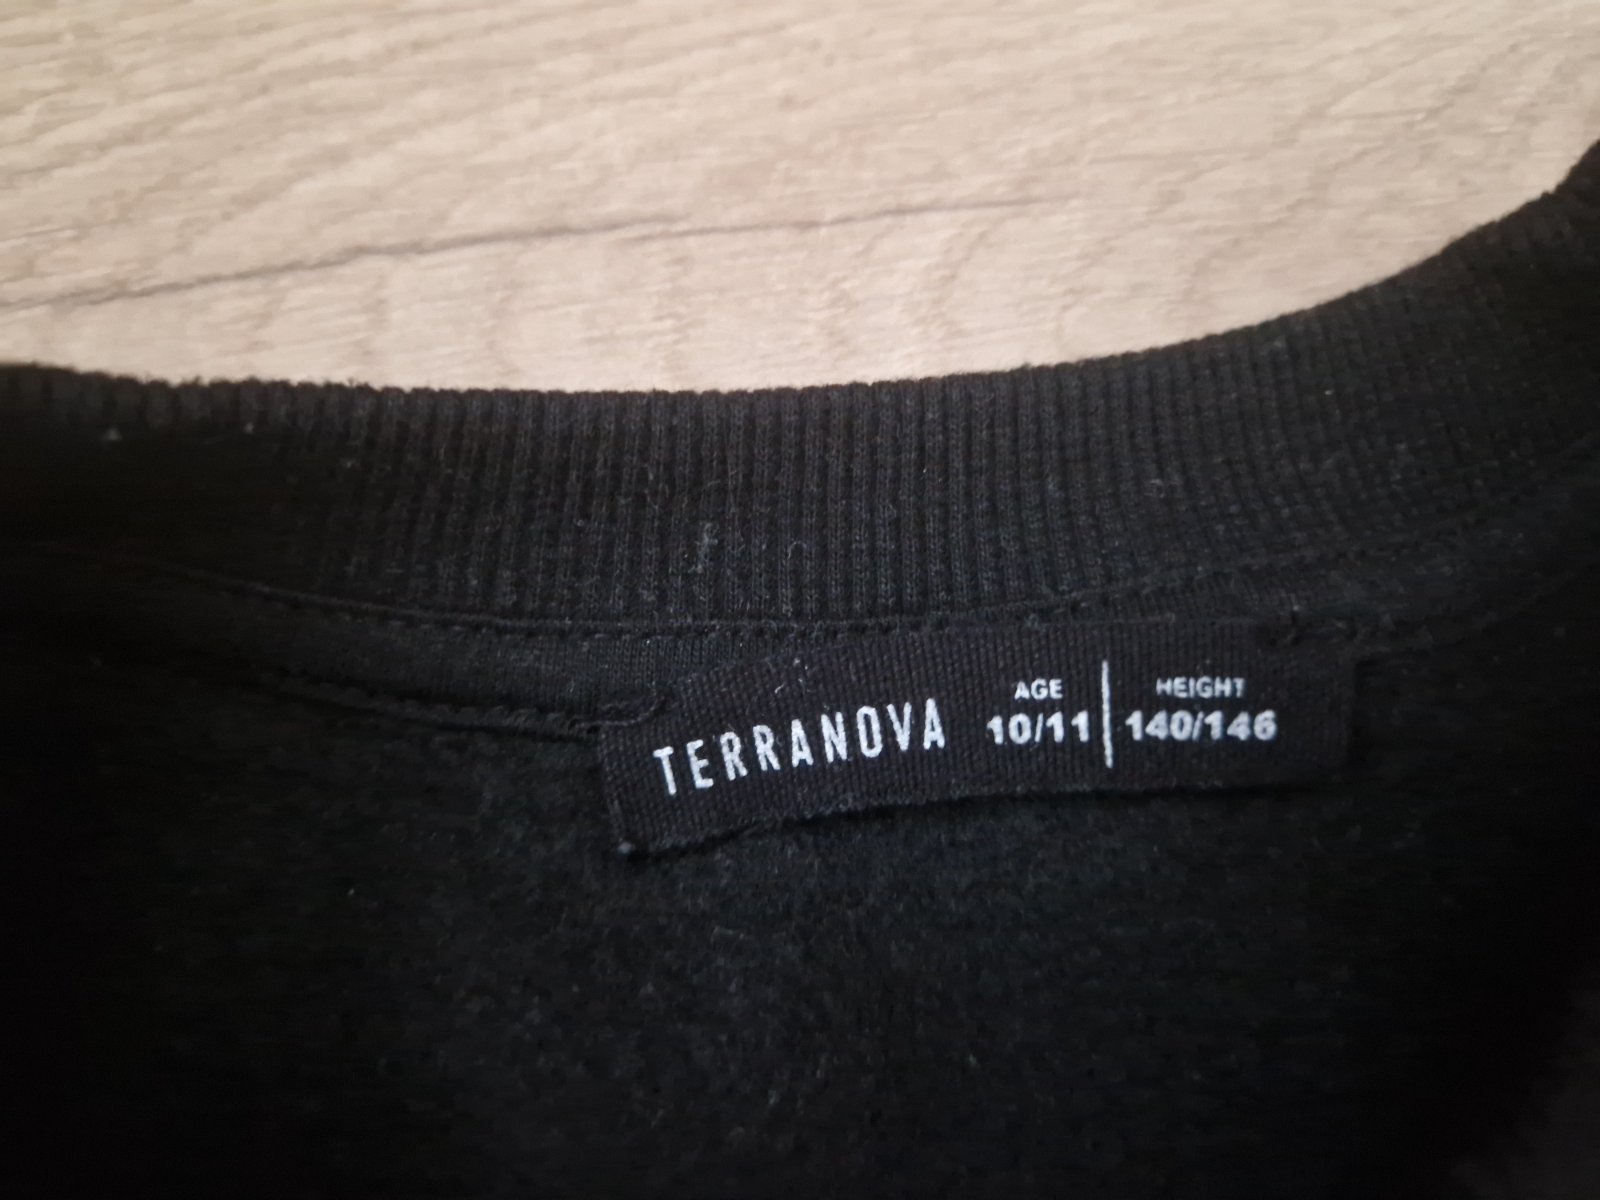 TERRANOVA
AGE
10/11
HEIGHT
140/146